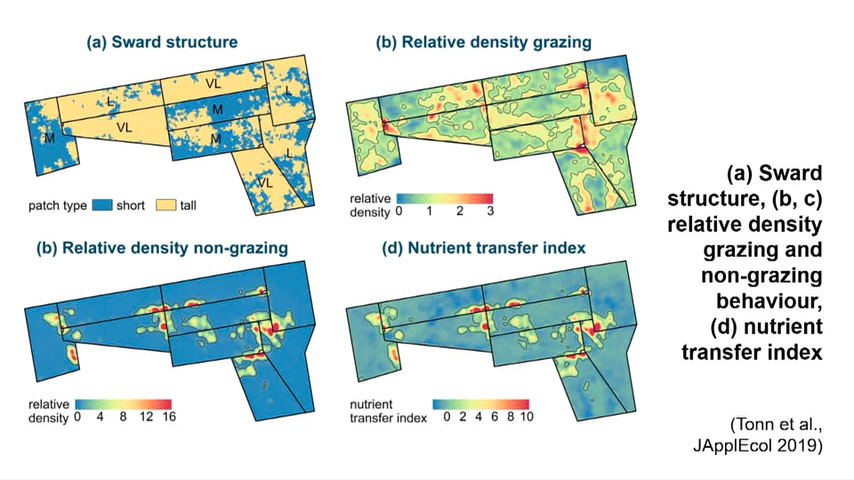 (a) Sward structure
(b) Relative density grazing
VL
L
L
M
M
VL
M
L
VL
patch type short tall
relative
density 0 1 2 3
(b) Relative density non-grazing
(d) Nutrient transfer index
relative
density 0 4 8 12 16
nutrient
transfer index 0 2 4 6 8 10
(a) Sward
structure, (b, c)
relative density
grazing and
non-grazing
behaviour,
(d) nutrient
transfer index
(Tonn et al.,
JApplEcol 2019)